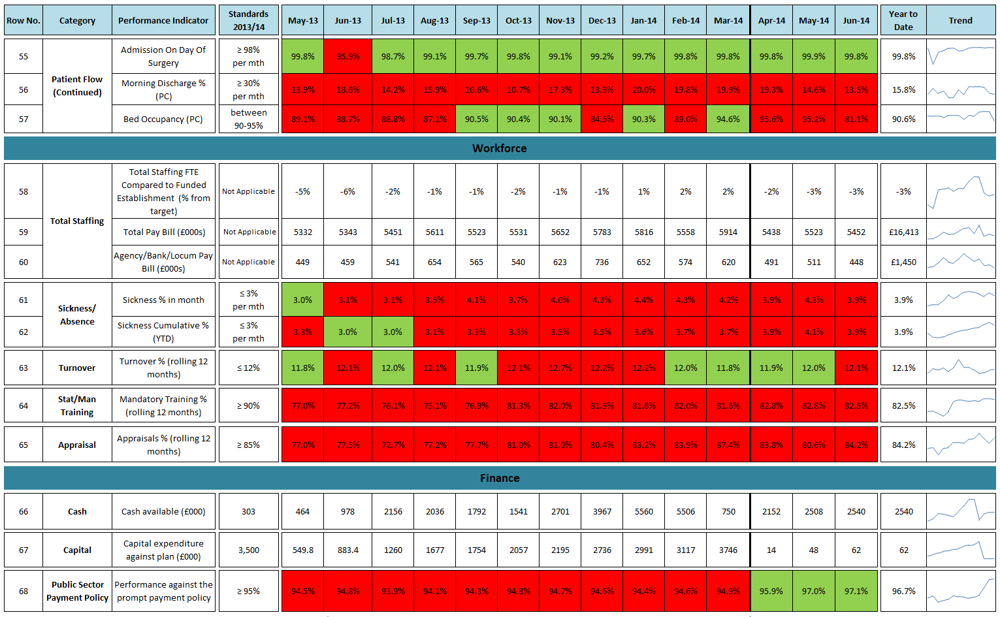 Row No. Category Performance Indicator Standards 2013/14 May-13 Jun-13 Jul-13 Aug-13 Sep-13 Oct-13 Nov-13 Dec-13 Jan-14 Feb-14 Mar-14 Apr-14 May-14 Jun-14 Year to Date Trend
Patient Flow (Continued)
55 Admission On Day Of Surgery ≥ 98% per mth 99.8% 95.9% 98.7% 99.1% 99.7% 99.8% 99.1% 99.2% 99.7% 99.8% 99.8% 99.8% 99.9% 99.8% 99.8%
56 Morning Discharge % (PC) ≥ 30% per mth 13.9% 18.6% 14.2% 15.9% 10.6% 10.7% 17.3% 13.3% 20.0% 19.8% 19.9% 19.3% 14.6% 13.5% 15.8%
57 Bed Occupancy (PC) between 90-95% 89.1% 88.7% 88.8% 87.1% 90.5% 90.4% 90.1% 84.5% 90.3% 89.0% 94.6% 95.6% 95.2% 81.1% 90.6%
Workforce
Total Staffing
58 Total Staffing FTE Compared to Funded Establishment (% from target) Not Applicable -5% -6% -2% -1% -1% -2% -1% -1% 1% 2% 2% -2% -3% -3% -3%
59 Total Pay Bill (£000s) Not Applicable 5332 5343 5451 5611 5523 5531 5652 5783 5816 5558 5914 5438 5523 5452 £16,413
60 Agency/Bank/Locum Pay Bill (£000s) Not Applicable 449 459 541 654 565 540 623 736 652 574 620 491 511 448 £1,450
Sickness/ Absence
61 Sickness % in month ≤ 3% per mth 3.0% 3.1% 3.1% 3.5% 4.1% 3.7% 4.0% 4.3% 4.4% 4.3% 4.2% 3.9% 4.3% 3.9% 3.9%
62 Sickness Cumulative % (YTD) ≤ 3% per mth 3.3% 3.0% 3.0% 3.1% 3.3% 3.3% 3.5% 3.5% 3.6% 3.7% 3.7% 3.9% 4.1% 3.9% 3.9%
63 Turnover Turnover % (rolling 12 months) ≤ 12% 11.8% 12.1% 12.0% 12.1% 11.9% 12.1% 12.7% 12.2% 12.2% 12.0% 11.8% 11.9% 12.0% 12.1% 12.1%
64 Stat/Man Training Mandatory Training % (rolling 12 months) ≥ 90% 77.0% 77.2% 76.1% 75.1% 76.9% 81.3% 82.0% 81.9% 81.6% 82.0% 81.6% 82.8% 82.8% 82.5% 82.5%
65 Appraisal Appraisals % (rolling 12 months) ≥ 85% 77.0% 77.5% 72.7% 77.2% 77.7% 81.0% 81.0% 80.4% 83.2% 83.9% 87.4% 83.8% 80.6% 84.2% 84.2%
Finance
66 Cash Cash available (£000) 303 464 978 2156 2036 1792 1541 2701 3967 5560 5506 750 2152 2508 2540 2540
67 Capital Capital expenditure against plan (£000) 3,500 549.8 883.4 1260 1677 1754 2057 2195 2736 2991 3117 3746 14 48 62 62
68 Public Sector Payment Policy Performance against the prompt payment policy ≥ 95% 94.5% 94.8% 93.9% 94.1% 94.3% 94.8% 94.7% 94.6% 94.4% 94.6% 94.9% 95.9% 97.0% 97.1% 96.7%